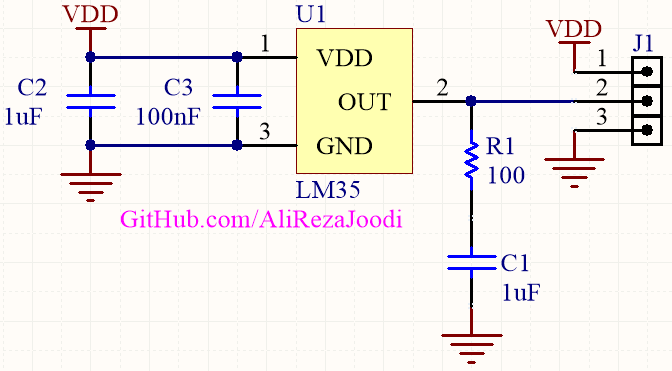 VDD
U1
VDD
J1
1
VDD
1
C2
C3
OUT
2
2
1uF
100nF
3
GND
3
R1
100
LM35
GitHub.com/AliRezaJoodi
C1
1uF